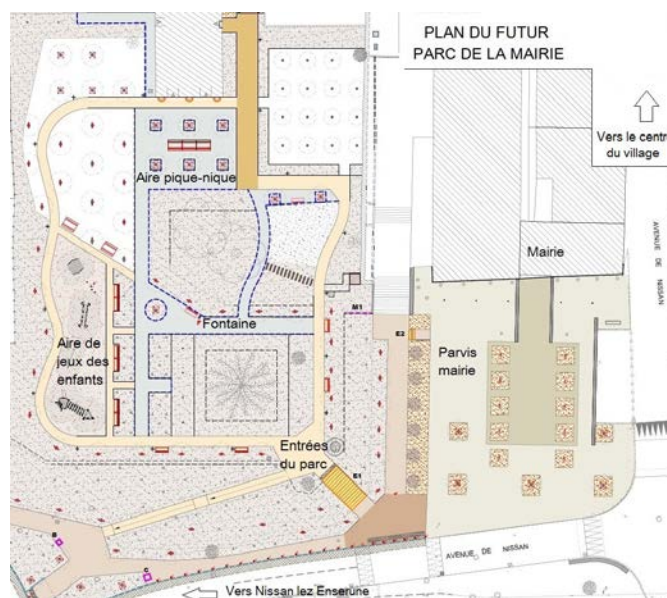 PLAN DU FUTUR
PARC DE LA MAIRIE
Vers le centre
du village
Aire pique-nique
AVENUE DE NISSAN
Mairie
M1
Fontaine
E2
Aire de
jeux des
enfants
Parvis
mairie
Entrées
du parc
E1
B
C
AVENUE DE NISSAN
Vers Nissan lez Enserune